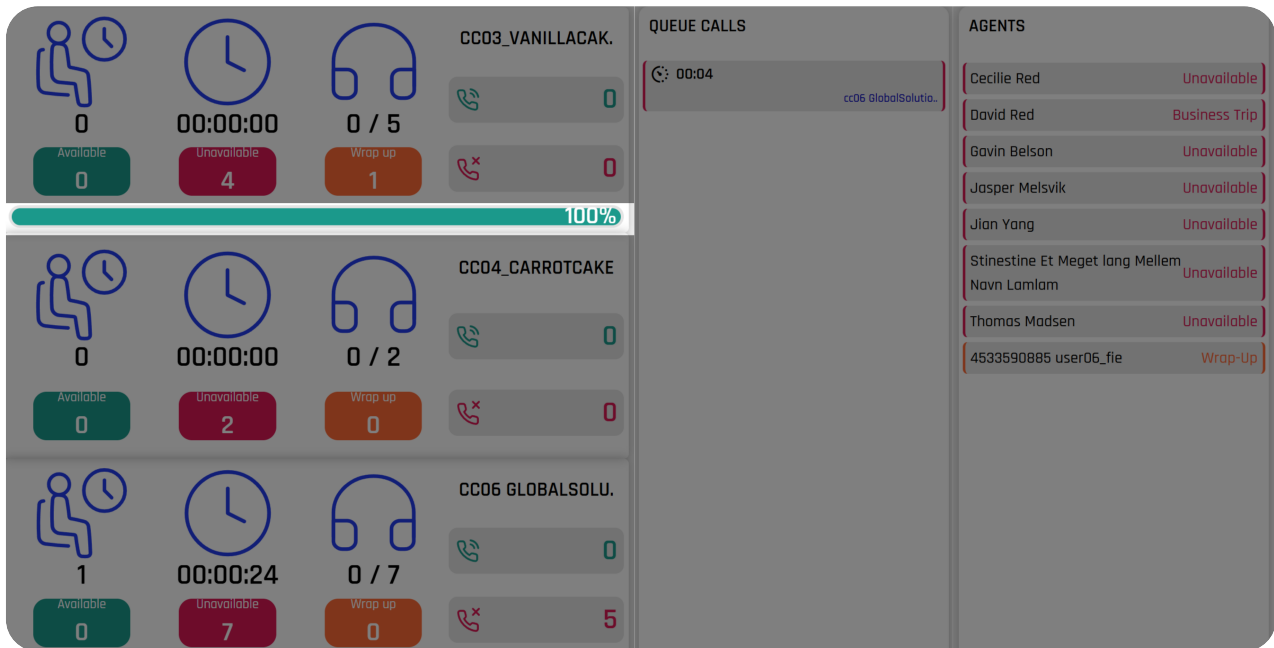 CC03_VANILLACAK.
0
0
00:00:00
0 / 5
Available
0
Unavailable
4
Wrap up
1
0
100%
CC04_CARROTCAKE
0
0
00:00:00
0 / 2
Available
0
Unavailable
2
Wrap up
0
0
CC06 GLOBALSOLU.
0
1
00:00:24
0 / 7
Available
0
Unavailable
7
Wrap up
0
5
QUEUE CALLS
00:04
cc06 GlobalSolutio..
AGENTS
Cecilie Red Unavailable
David Red Business Trip
Gavin Belson Unavailable
Jasper Melsvik Unavailable
Jian Yang Unavailable
Stinestine Et Meget lang Mellem
Navn Lamlam
Unavailable
Thomas Madsen Unavailable
4533590885 user06_fie Wrap-Up